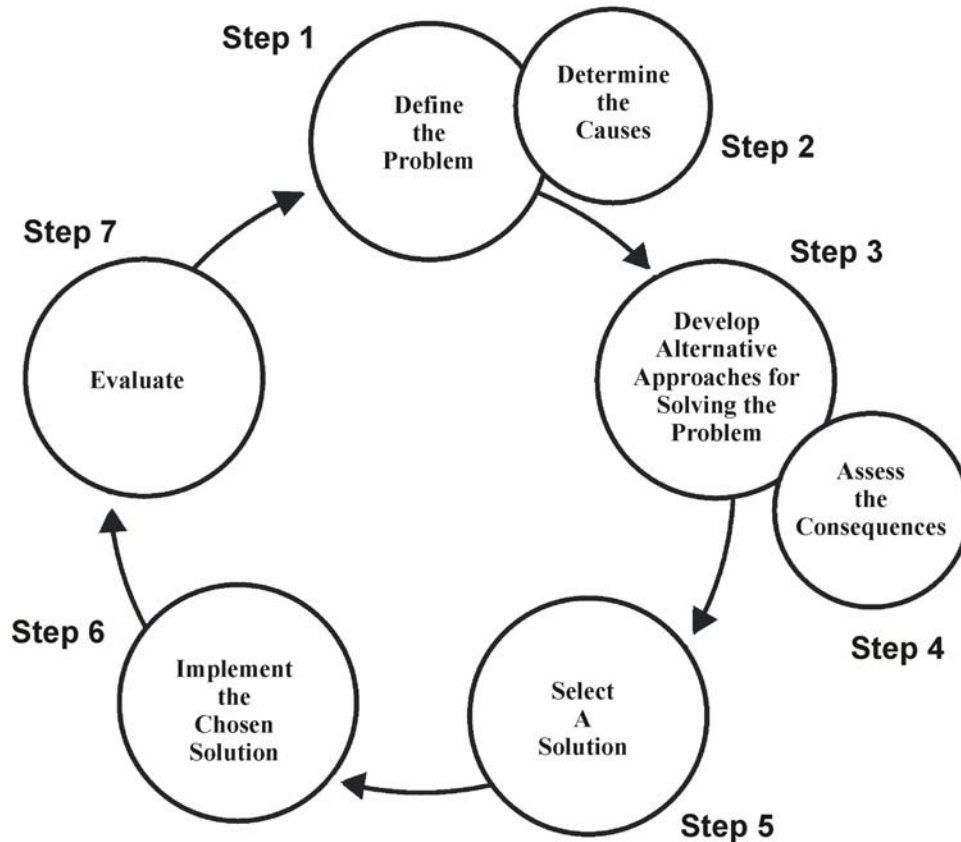 Step 1
Define
the
Problem
Determine
the
Causes
Step 2
Step 3
Develop
Alternative
Approaches for
Solving the
Problem
Assess
the
Consequences
Step 4
Select
A
Solution
Step 5
Step 6
Implement
the
Chosen
Solution
Step 7
Evaluate